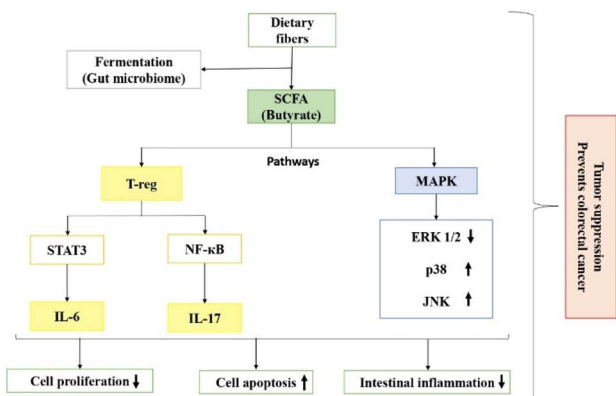 Dietary
fibers
Fermentation
(Gut microbiome)
SCFA
(Butyrate)
Pathways
T-reg
MAPK
STAT3
NF-κB
ERK 1/2 ↓
p38 ↑
JNK ↑
IL-6
IL-17
Cell proliferation ↓
Cell apoptosis ↑
Intestinal inflammation ↓
Tumor suppression
Prevents colorectal cancer